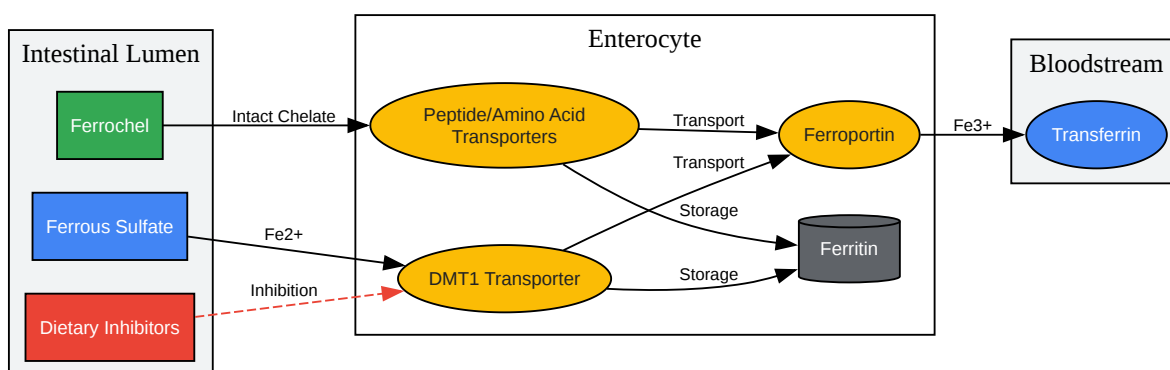 Intestinal Lumen
Enterocyte
Bloodstream
Ferrochel
Intact Chelate
Peptide/Amino Acid
Transporters
Transport
Ferroportin
Fe3+
Transferrin
Transport
Ferrous Sulfate
Fe2+
Storage
Ferritin
DMT1 Transporter
Storage
Inhibition
Dietary Inhibitors